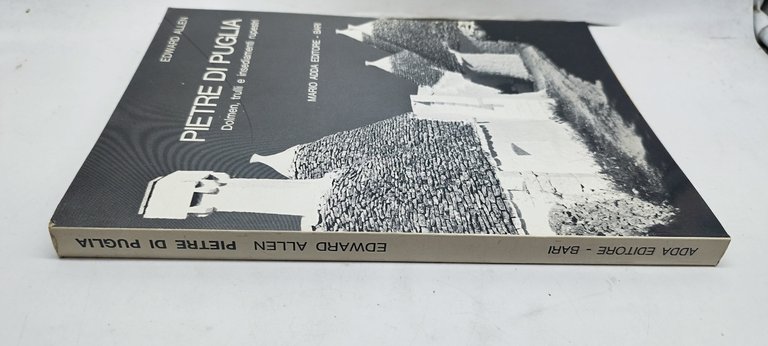 EDWARD ALLEN
PIETRE DI PUGLIA
Dolmen, trulli e insediamenti rupestri
MARIO ADDA EDITORE - BARI
EDWARD ALLEN PIETRE DI PUGLIA
ADDA EDITORE - BARI